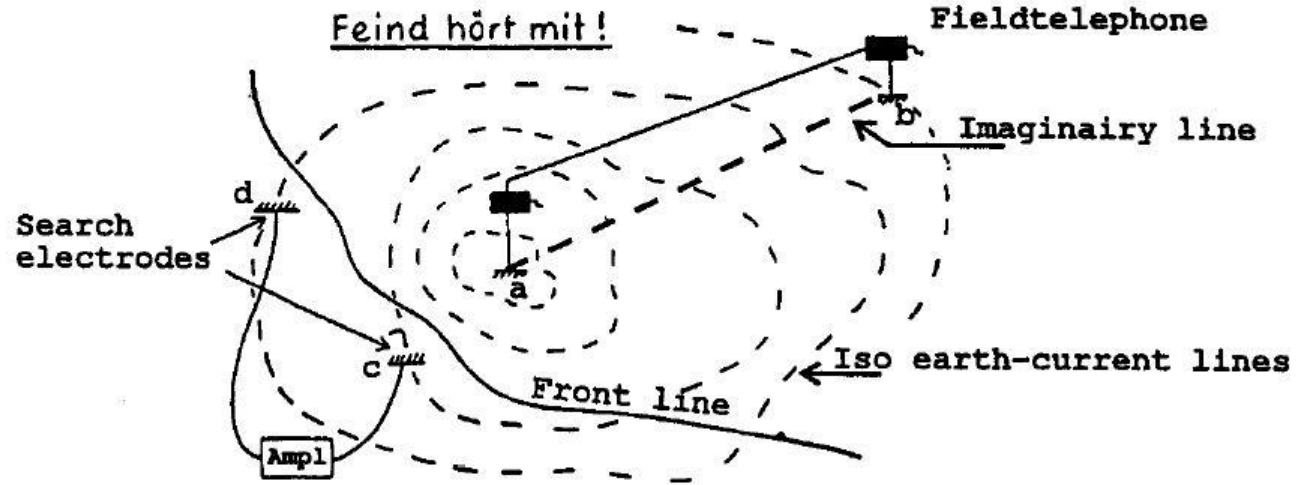 Feind hört mit!
Fieldtelephone
b
Imaginairy line
d
Search
electrodes
a
c
Iso earth-current lines
Front line
Ampl